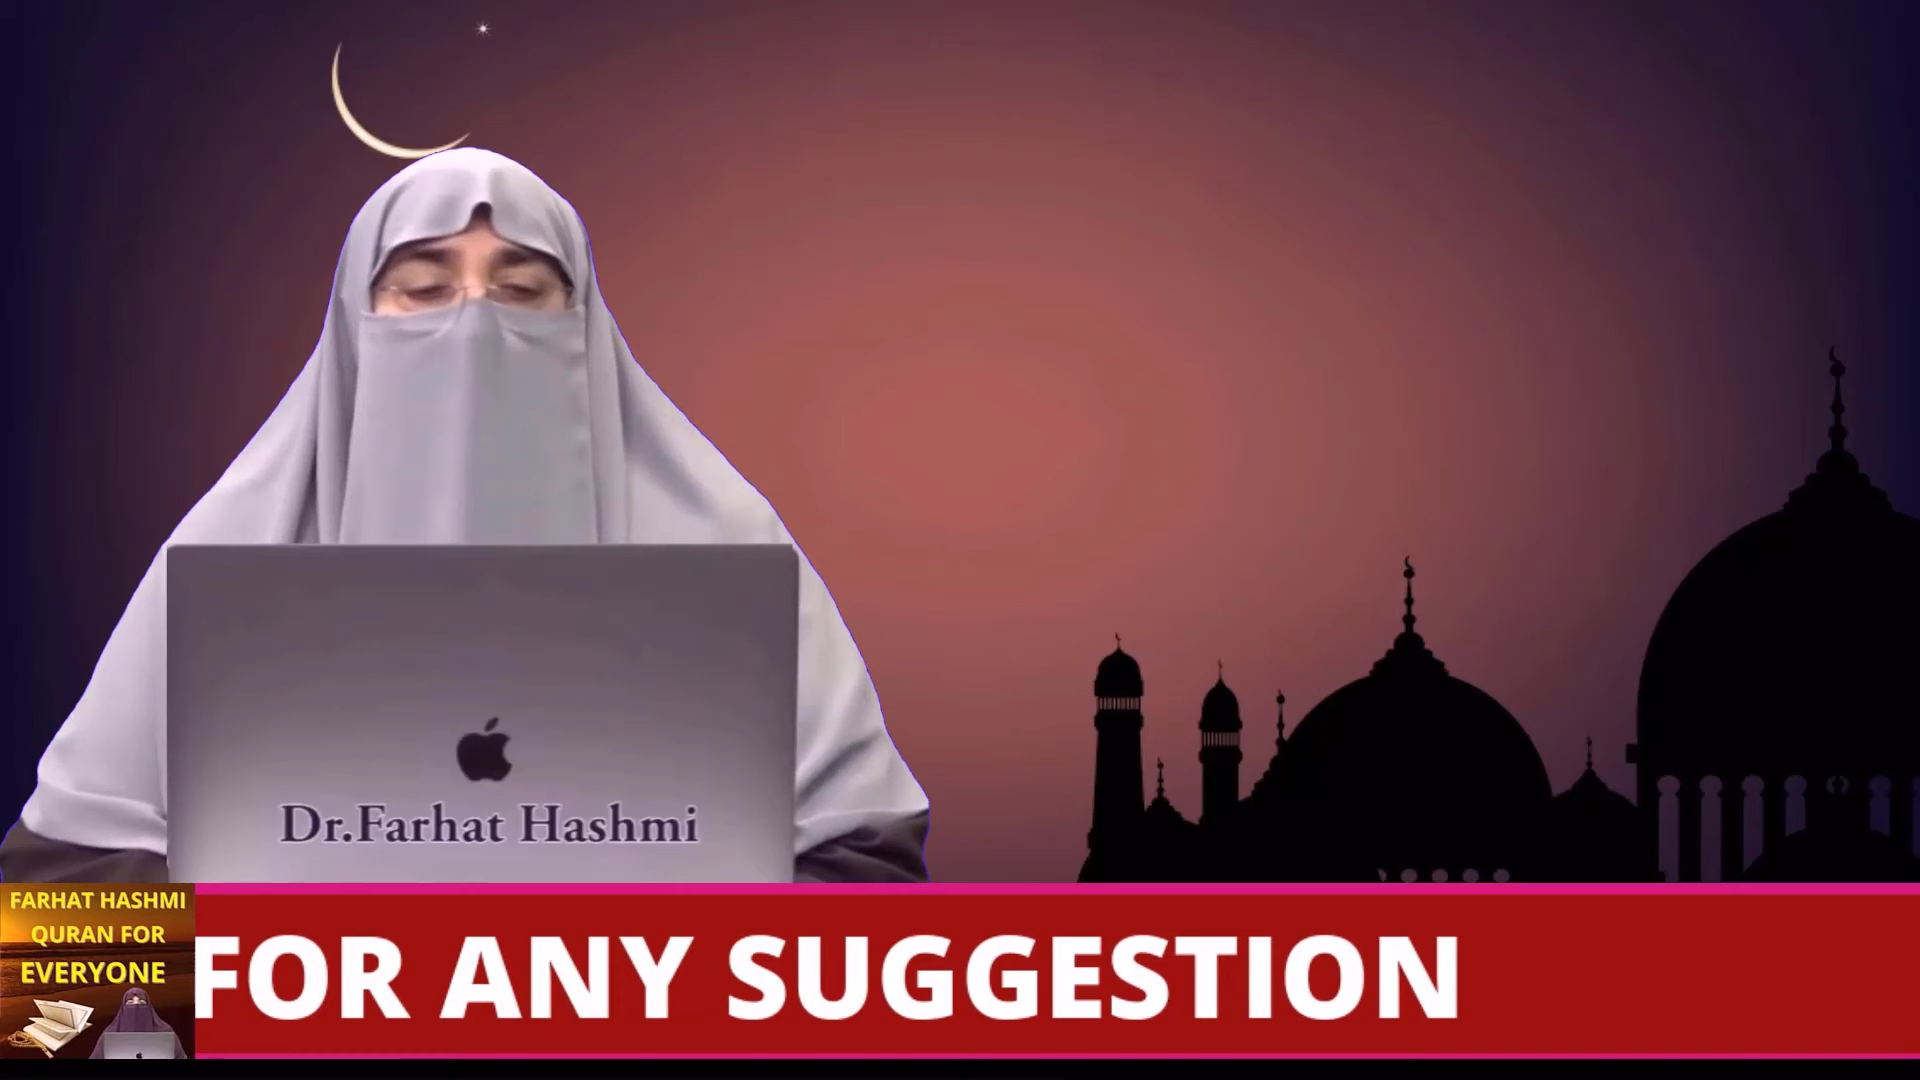 Dr.Farhat Hashmi
FARHAT HASHMI
QURAN FOR
EVERYONE
FOR ANY SUGGESTION